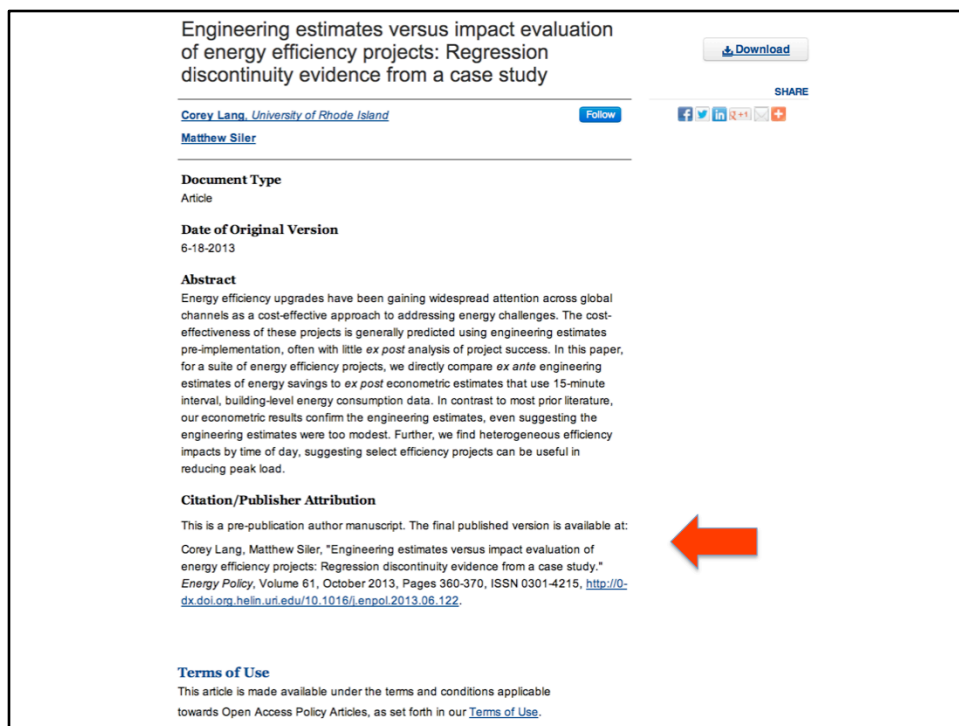 Engineering estimates versus impact evaluation
of energy efficiency projects: Regression
discontinuity evidence from a case study
Download
SHARE
Corey Lang, University of Rhode Island
Follow
Matthew Siler
Document Type
Article
Date of Original Version
6-18-2013
Abstract
Energy efficiency upgrades have been gaining widespread attention across global
channels as a cost-effective approach to addressing energy challenges. The cost-
effectiveness of these projects is generally predicted using engineering estimates
pre-implementation, often with little ex post analysis of project success. In this paper,
for a suite of energy efficiency projects, we directly compare ex ante engineering
estimates of energy savings to ex post econometric estimates that use 15-minute
interval, building-level energy consumption data. In contrast to most prior literature,
our econometric results confirm the engineering estimates, even suggesting the
engineering estimates were too modest. Further, we find heterogeneous efficiency
impacts by time of day, suggesting select efficiency projects can be useful in
reducing peak load.
Citation/Publisher Attribution
This is a pre-publication author manuscript. The final published version is available at:
Corey Lang, Matthew Siler, "Engineering estimates versus impact evaluation of
energy efficiency projects: Regression discontinuity evidence from a case study."
Energy Policy, Volume 61, October 2013, Pages 360-370, ISSN 0301-4215, http://0-
dx.doi.org.helin.uri.edu/10.1016/j.enpol.2013.06.122.
Terms of Use
This article is made available under the terms and conditions applicable
towards Open Access Policy Articles, as set forth in our Terms of Use.